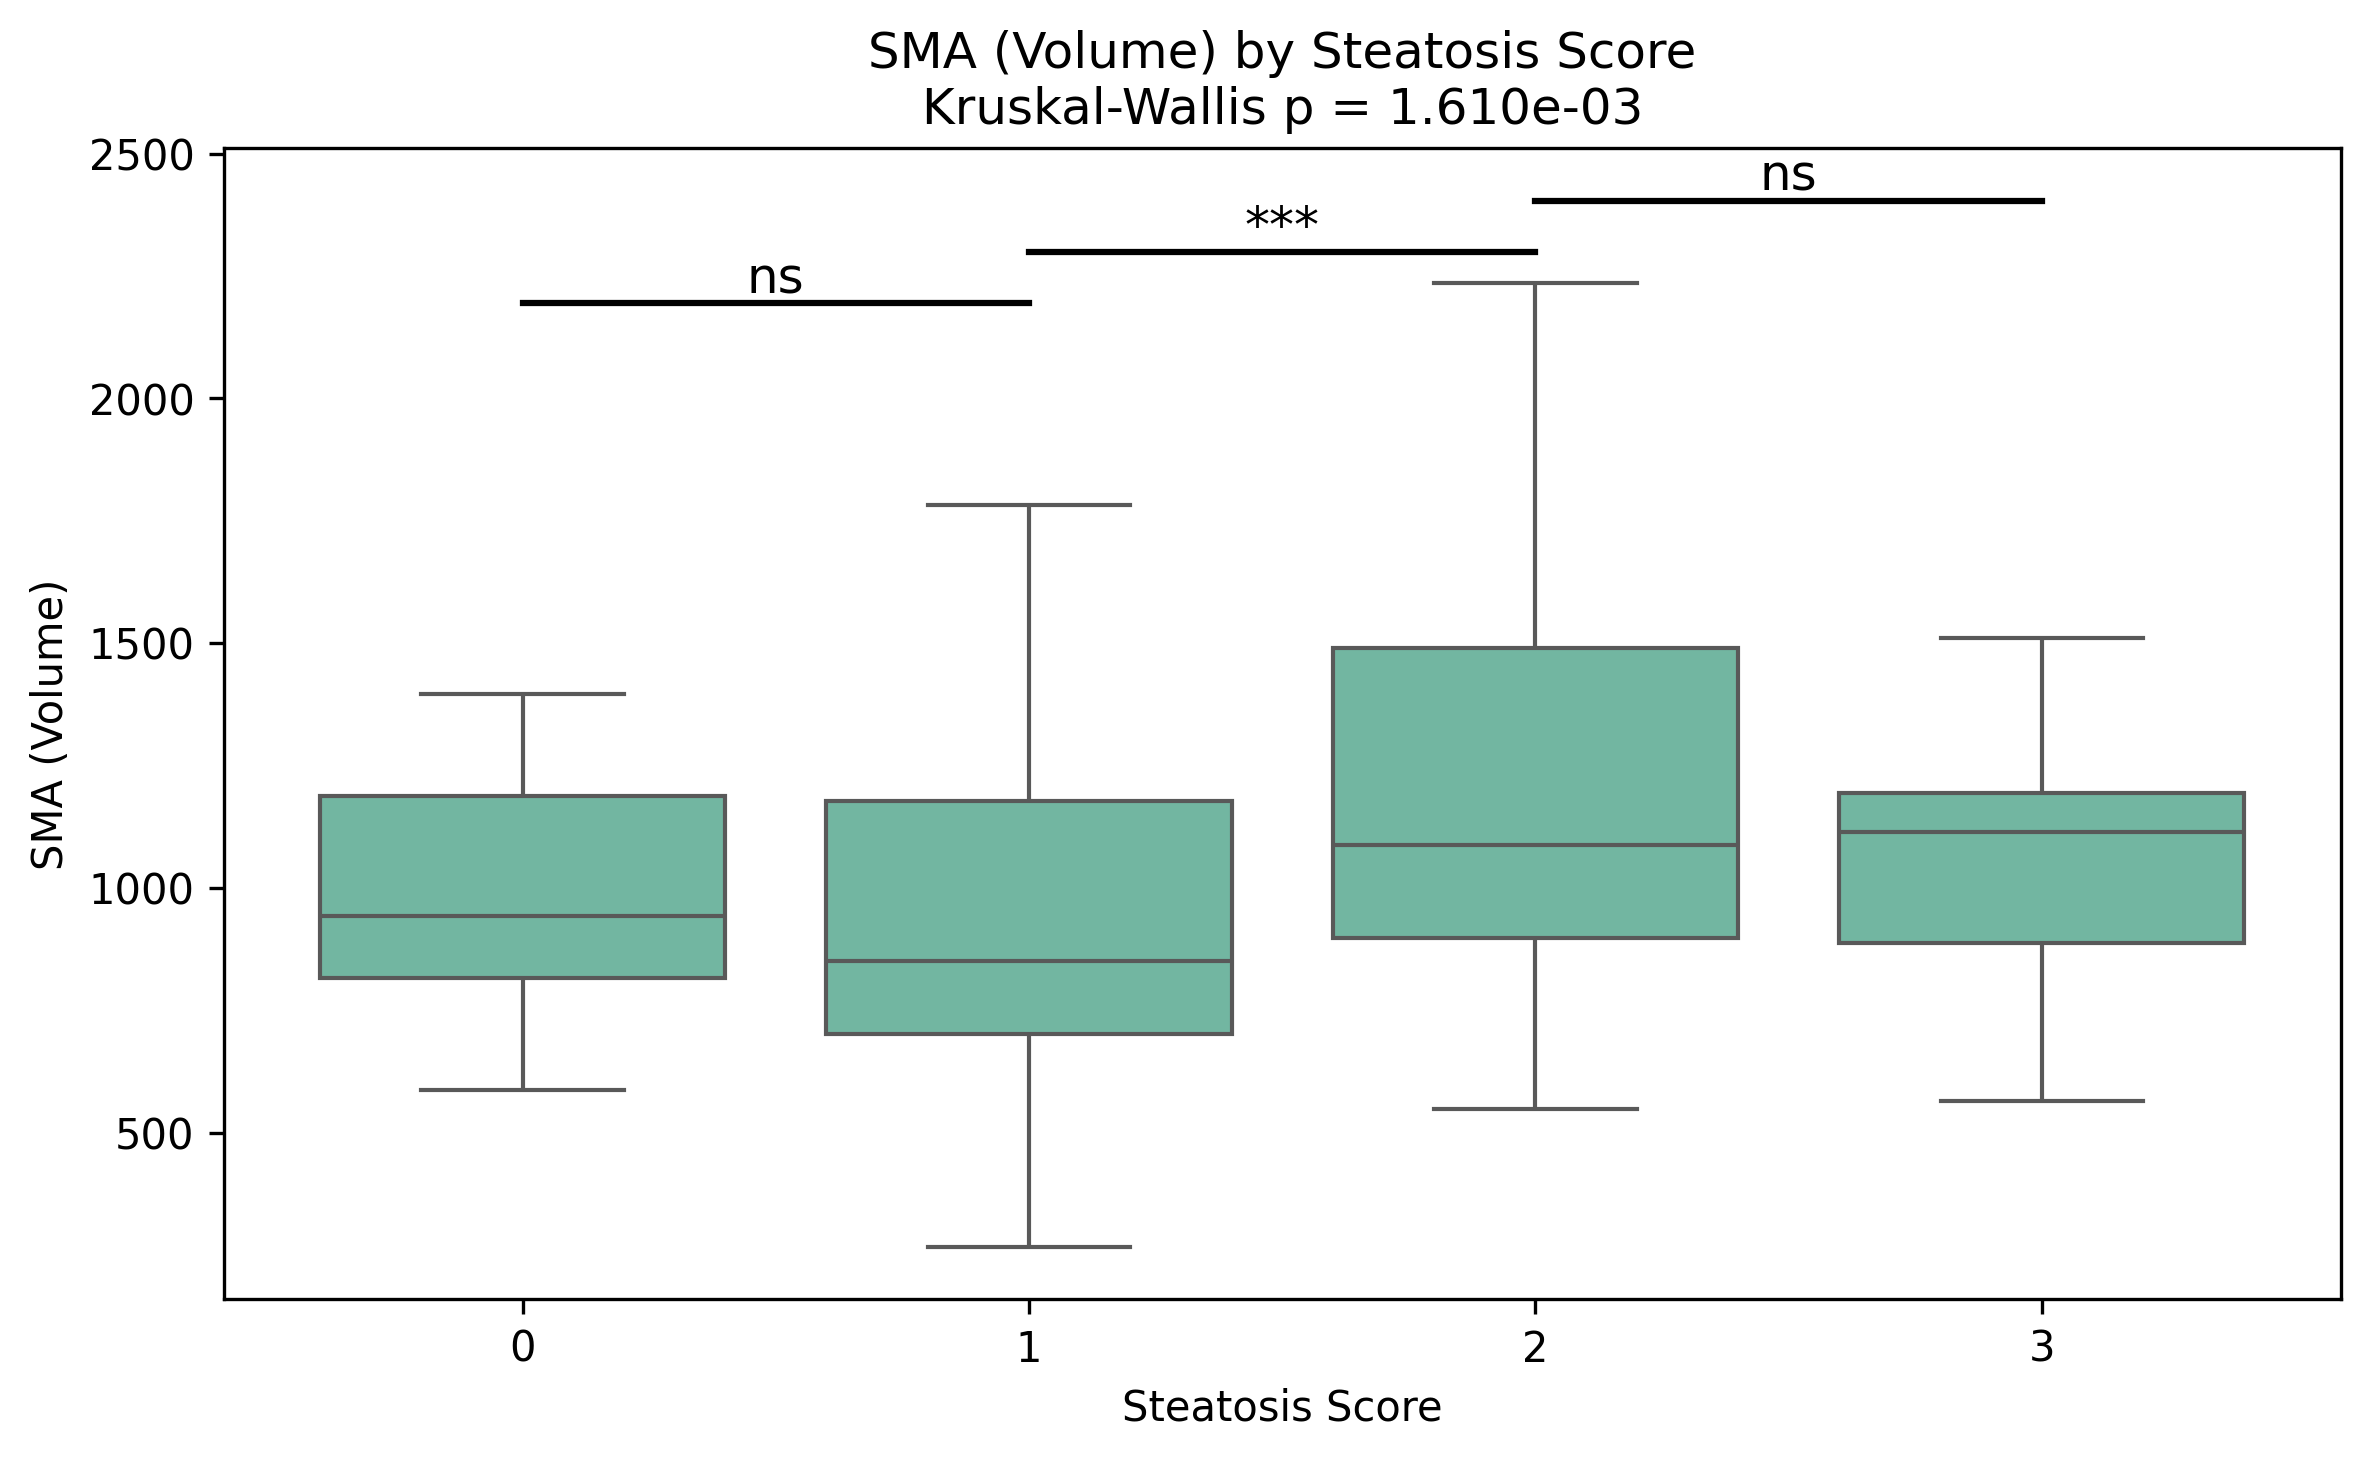 SMA (Volume) by Steatosis Score
Kruskal-Wallis p = 1.610e-03
2500
2000
1500
1000
500
SMA (Volume)
ns
***
ns
0
1
2
3
Steatosis Score